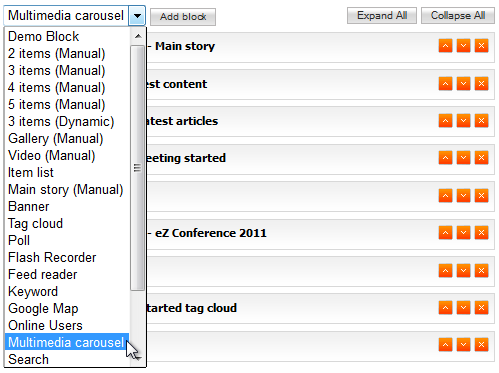 Multimedia carousel Add block Expand All Collapse All
Demo Block
2 items (Manual) - Main story
3 items (Manual)
4 items (Manual) est content
5 items (Manual)
3 items (Dynamic) atest articles
Gallery (Manual)
Video (Manual) eeting started
Item list
Main story (Manual)
Banner
Tag cloud
Poll - eZ Conference 2011
Flash Recorder
Feed reader
Keyword
Google Map tarted tag cloud
Online Users
Multimedia carousel
Search